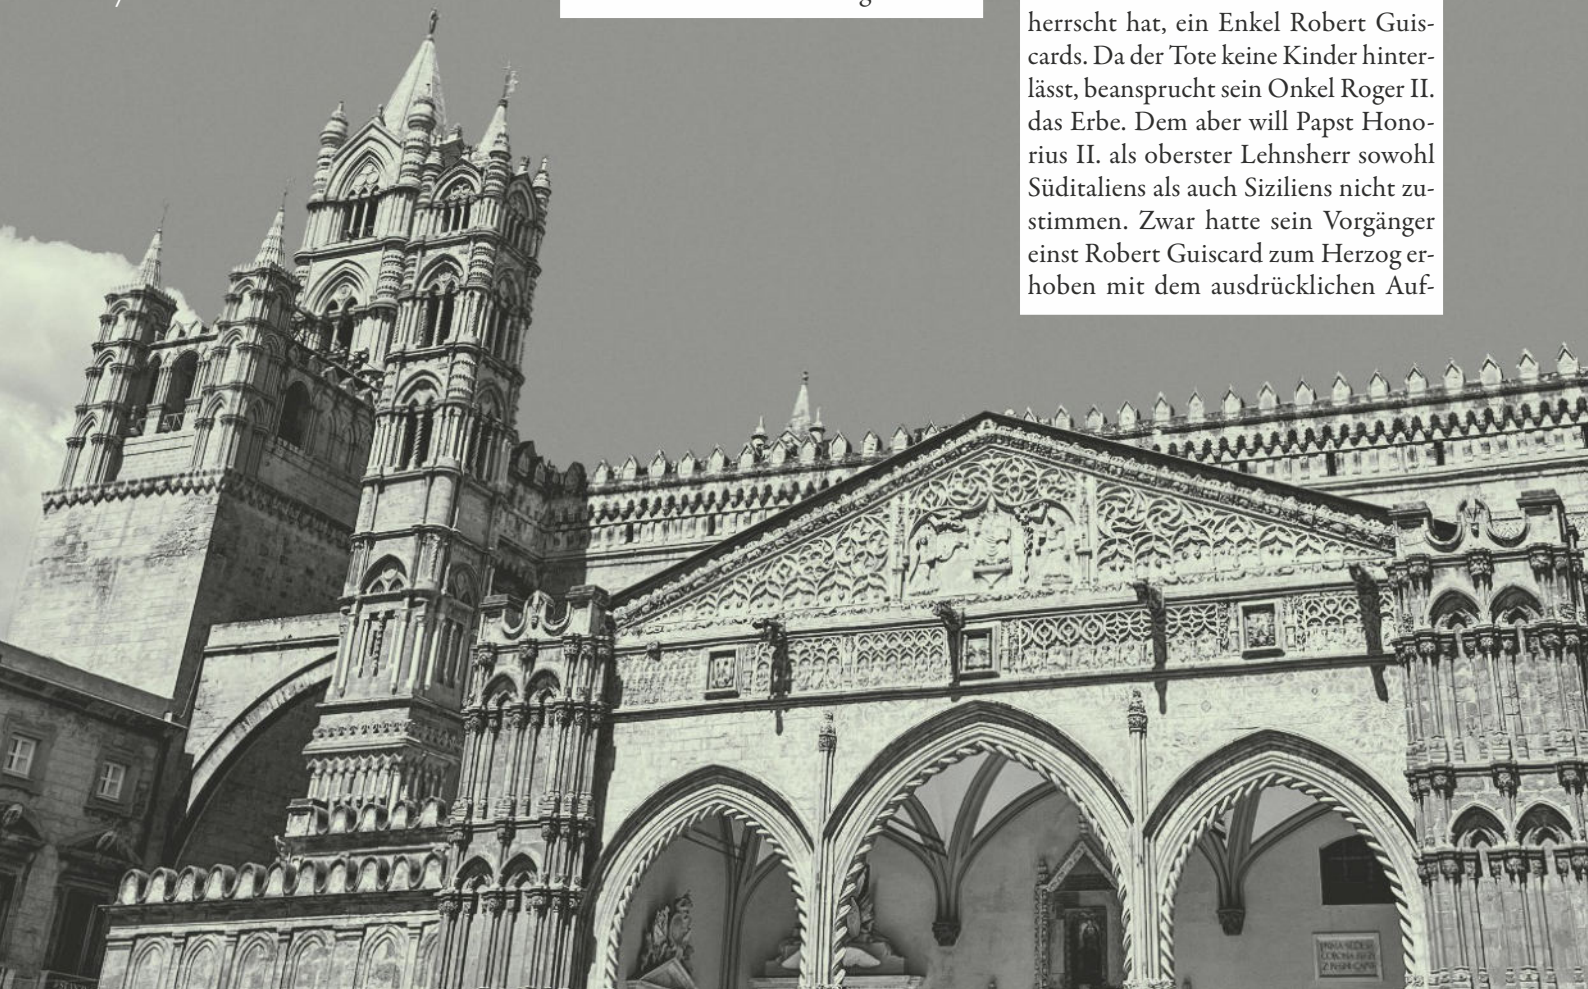 herrscht hat, ein Enkel Robert Guis-
cards. Da der Tote keine Kinder hinter-
lässt, beansprucht sein Onkel Roger II.
das Erbe. Dem aber will Papst Hono-
rius II. als oberster Lehnsherr sowohl
Süditaliens als auch Siziliens nicht zu-
stimmen. Zwar hatte sein Vorgänger
einst Robert Guiscard zum Herzog er-
hoben mit dem ausdrücklichen Auf-